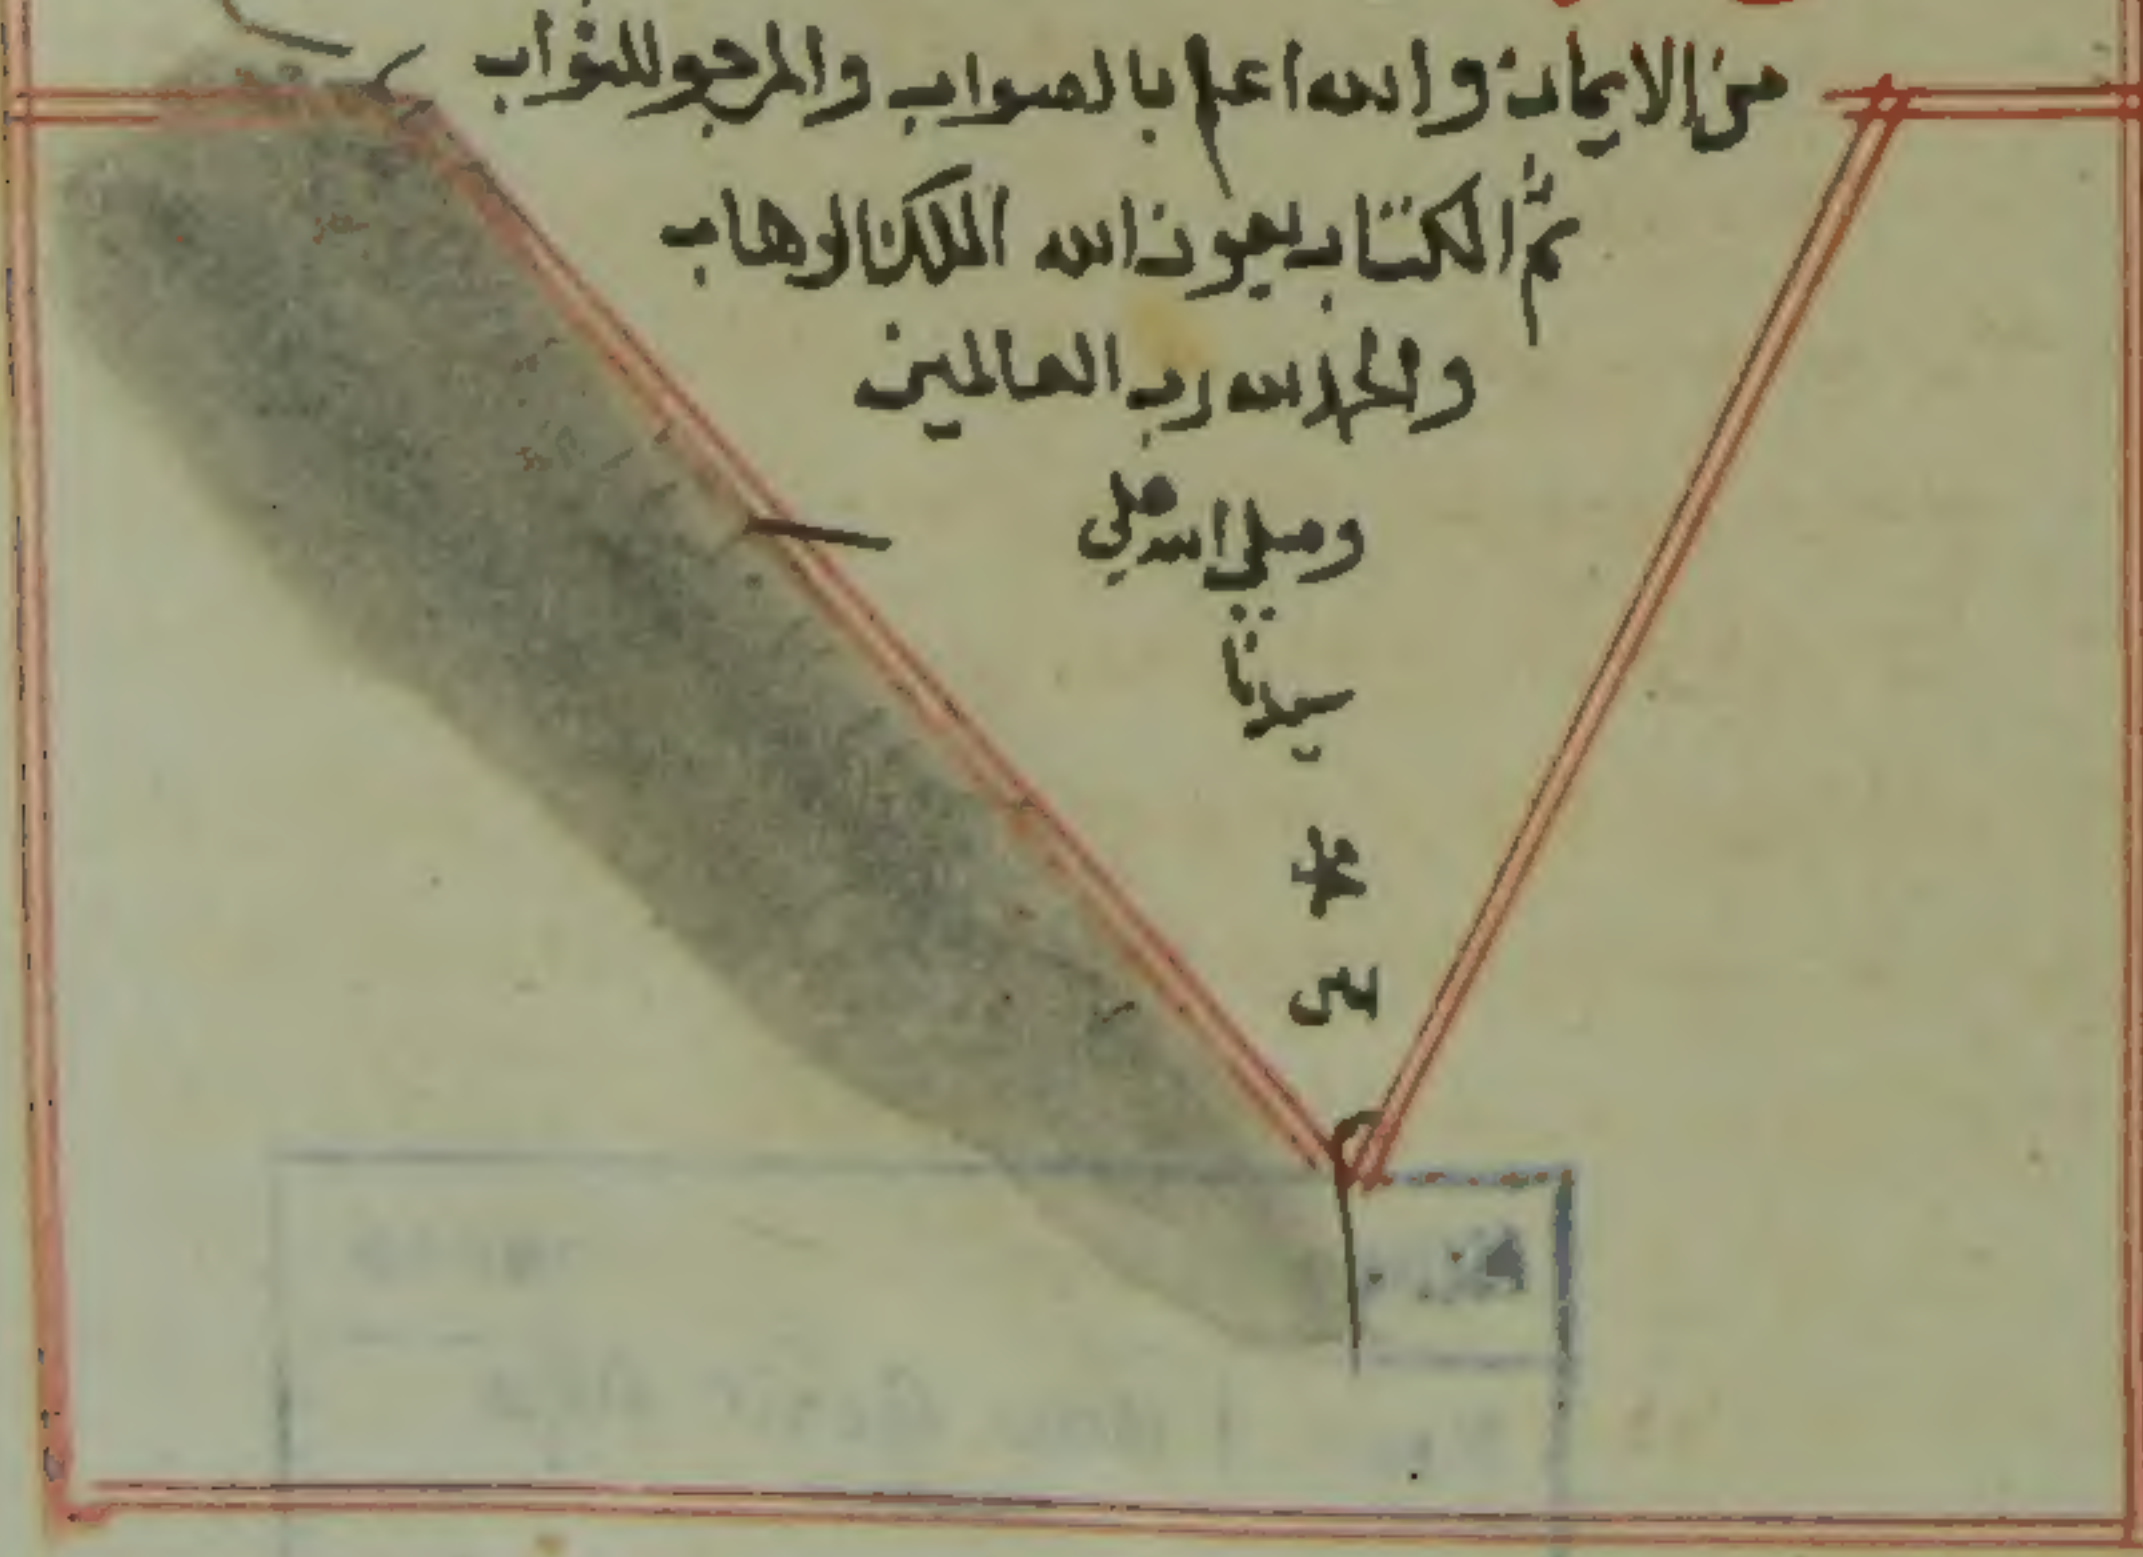 من الايمان والله اعلم بالصواب والمرجو للثواب
تم الكتاب بعون الله الملك الوهاب
والحمد لله رب العالمين
وصلى الله على
سيدنا
محمد